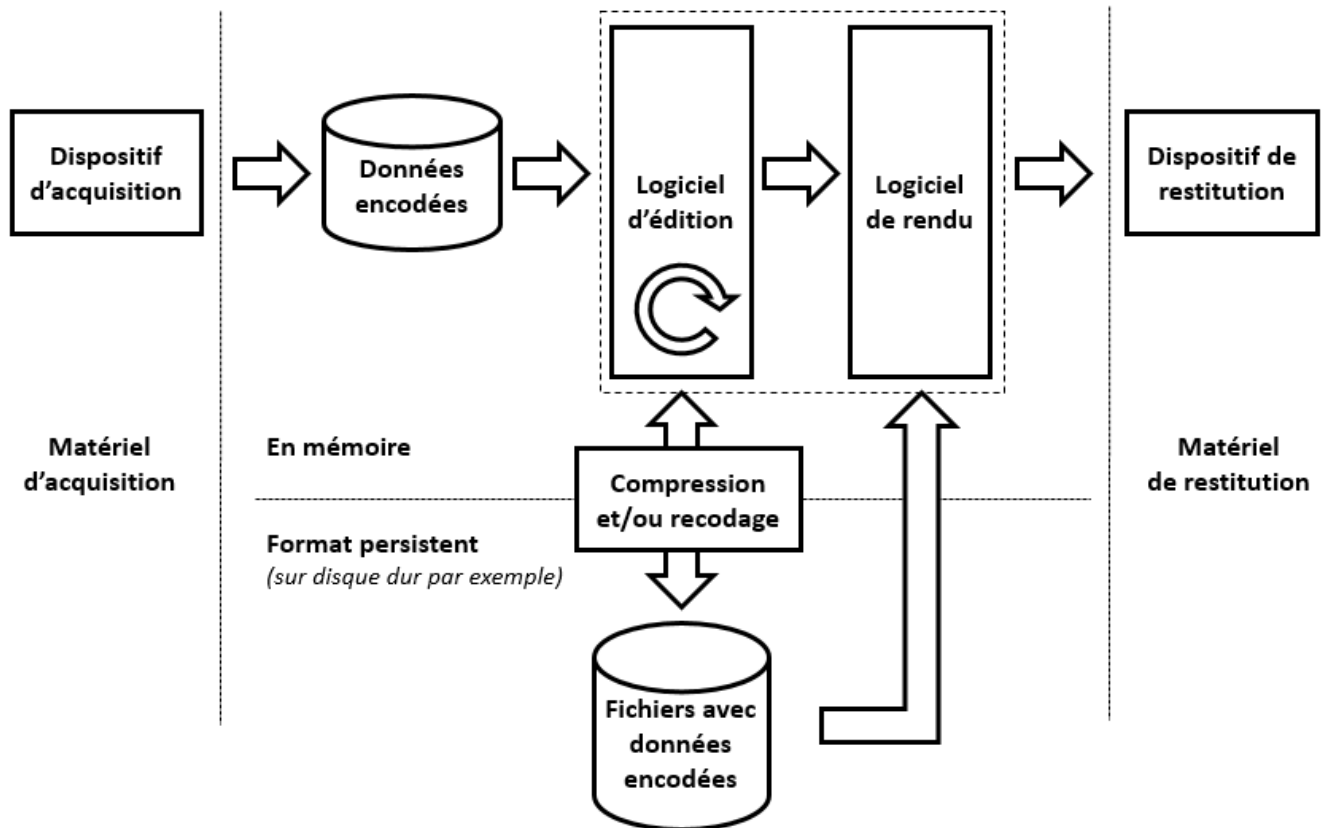 Dispositif
d’acquisition
Données
encodées
Logiciel
d’édition
Logiciel
de rendu
Dispositif de
restitution
Matériel
d’acquisition
En mémoire
Matériel
de restitution
Compression
et/ou recodage
Format persistent
(sur disque dur par exemple)
Fichiers avec
données
encodées